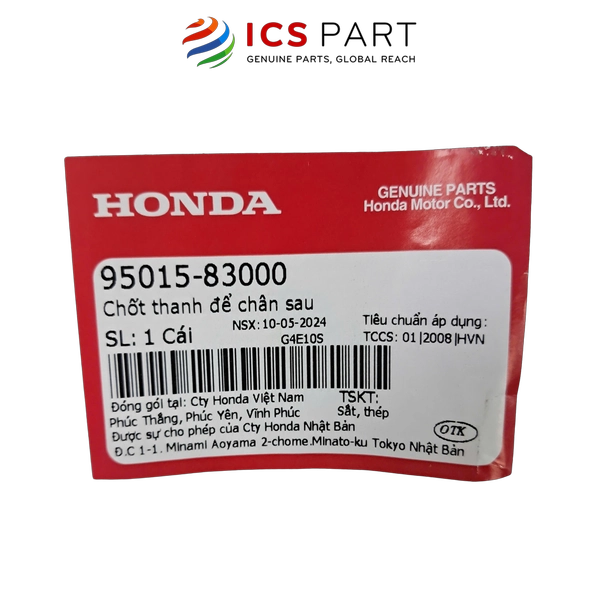 ICS PART
GENUINE PARTS, GLOBAL REACH
HONDA
GENUINE PARTS
Honda Motor Co., Ltd.
95015-83000
Chốt thanh để chân sau
SL: 1 Cái
NSX: 10-05-2024
G4E10S
Tiêu chuẩn áp dụng:
TCCS: 01|2008|HVN
Đóng gói tại: Cty Honda Việt Nam
Phúc Thắng, Phúc Yên, Vĩnh Phúc
TSKT:
Sắt, thép
Được sự cho phép của Cty Honda Nhật Bản
Đ.C 1-1. Minami Aoyama 2-chome.Minato-ku Tokyo Nhật Bản
OTK